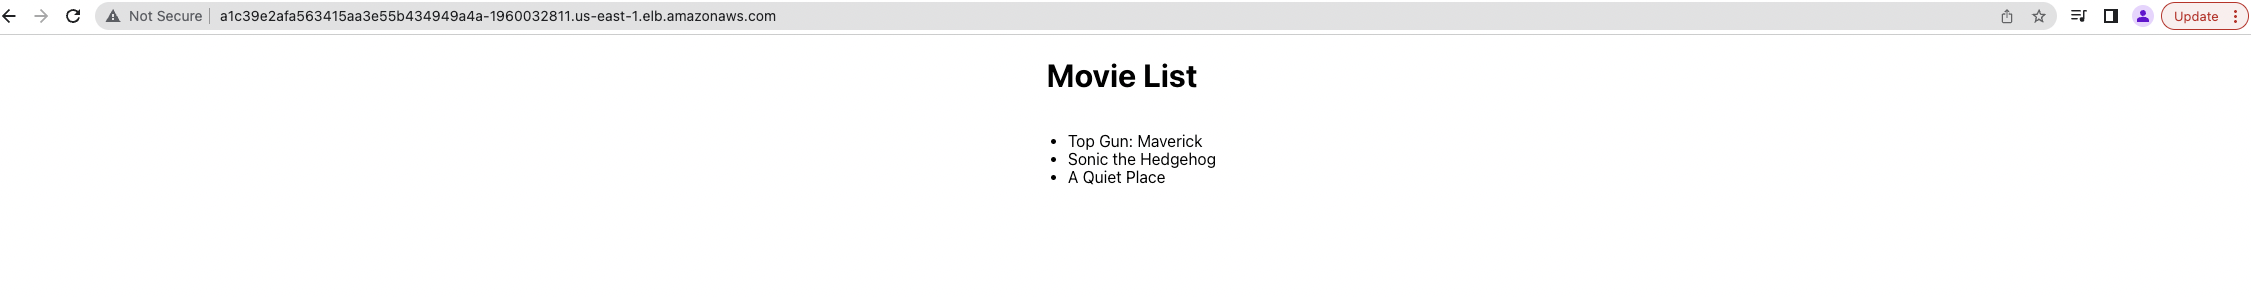 Not Secure a1c39e2afa563415aa3e55b434949a4a-1960032811.us-east-1.elb.amazonaws.com Update
Movie List
Top Gun: Maverick
Sonic the Hedgehog
A Quiet Place